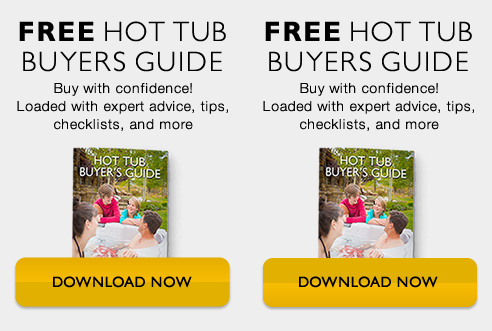 FREE HOT TUB
BUYERS GUIDE
Buy with confidence!
Loaded with expert advice, tips,
checklists, and more
HOT TUB
BUYER'S GUIDE
DOWNLOAD NOW
FREE HOT TUB
BUYERS GUIDE
Buy with confidence!
Loaded with expert advice, tips,
checklists, and more
HOT TUB
BUYER'S GUIDE
DOWNLOAD NOW